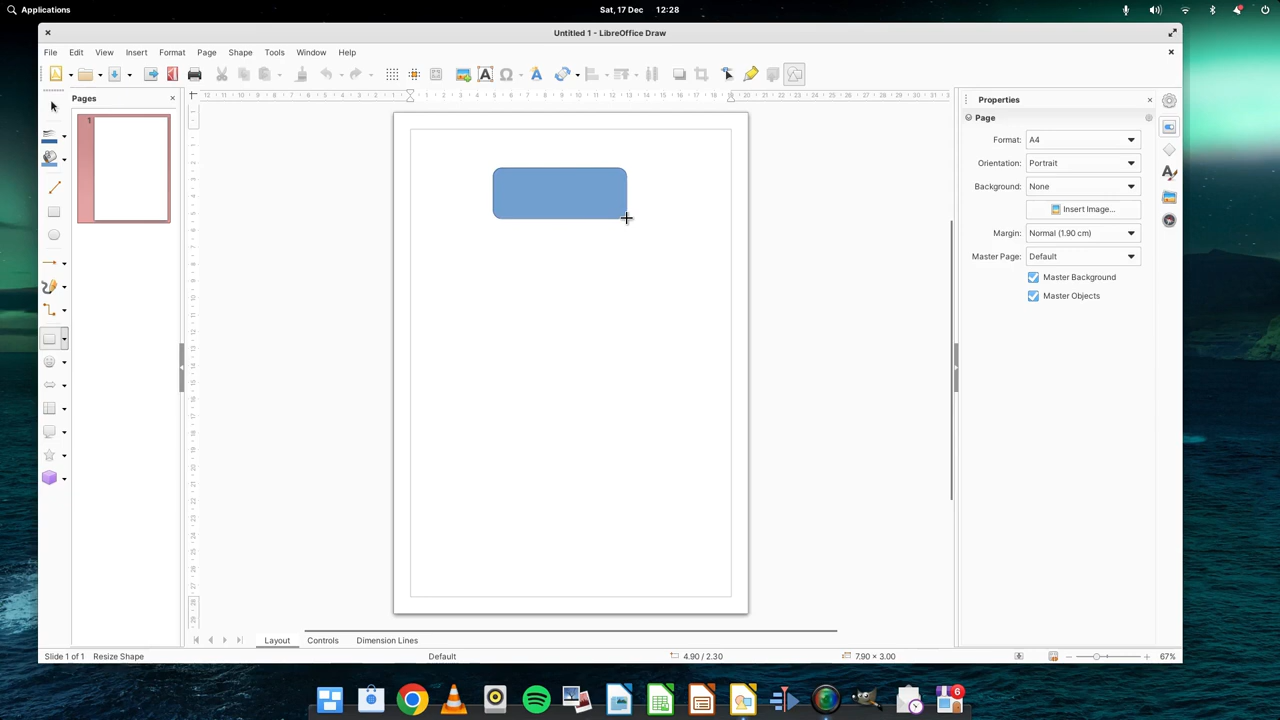 Applications
Sat, 17 Dec 12:28
Untitled 1 - LibreOffice Draw
File Edit View Insert Format Page Shape Tools Window Help
Pages
1
Properties
Page
Format: A4
Orientation: Portrait
Background: None
Insert Image...
Margin: Normal (1.90 cm)
Master Page: Default
Master Background
Master Objects
Layout Controls Dimension Lines
Slide 1 of 1 Resize Shape Default 4.90 / 2.30 7.90 × 3.00 67%
6